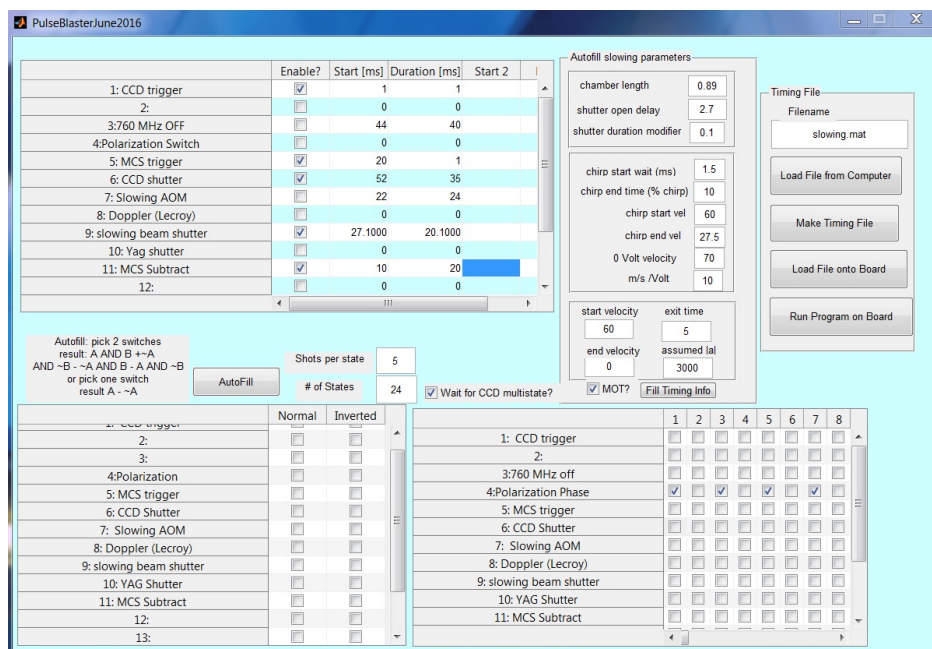 PulseBlasterJune2016
Enable? Start [ms] Duration [ms] Start 2
1: CCD trigger 1 1
2: 0 0
3:760 MHz OFF 44 40
4:Polarization Switch 0 0
5: MCS trigger 20 1
6: CCD shutter 52 35
7: Slowing AOM 22 24
8: Doppler (Lecroy) 0 0
9: slowing beam shutter 27.1000 20.1000
10: Yag shutter 0 0
11: MCS Subtract 10 20
12: 0 0
Autofill slowing parameters
chamber length 0.89
shutter open delay 2.7
shutter duration modifier 0.1
chirp start wait (ms) 1.5
chirp end time (% chirp) 10
chirp start vel 60
chirp end vel 27.5
0 Volt velocity 70
m/s /Volt 10
start velocity exit time
60 5
end velocity assumed lal
0 3000
MOT? Fill Timing Info
Timing File
Filename
slowing.mat
Load File from Computer
Make Timing File
Load File onto Board
Run Program on Board
Autofill: pick 2 switches
result: A AND B +~A
AND ~B - ~A AND B - A AND ~B
or pick one switch
result A - ~A
AutoFill
Shots per state 5
# of States 24
Wait for CCD multistate?
Normal Inverted
1: CCD trigger
2:
3:
4:Polarization
5: MCS trigger
6: CCD Shutter
7: Slowing AOM
8: Doppler (Lecroy)
9: slowing beam shutter
10: YAG Shutter
11: MCS Subtract
12:
13:
1 2 3 4 5 6 7 8
1: CCD trigger
2:
3:760 MHz off
4:Polarization Phase
5: MCS trigger
6: CCD Shutter
7: Slowing AOM
8: Doppler (Lecroy)
9: slowing beam shutter
10: YAG Shutter
11: MCS Subtract